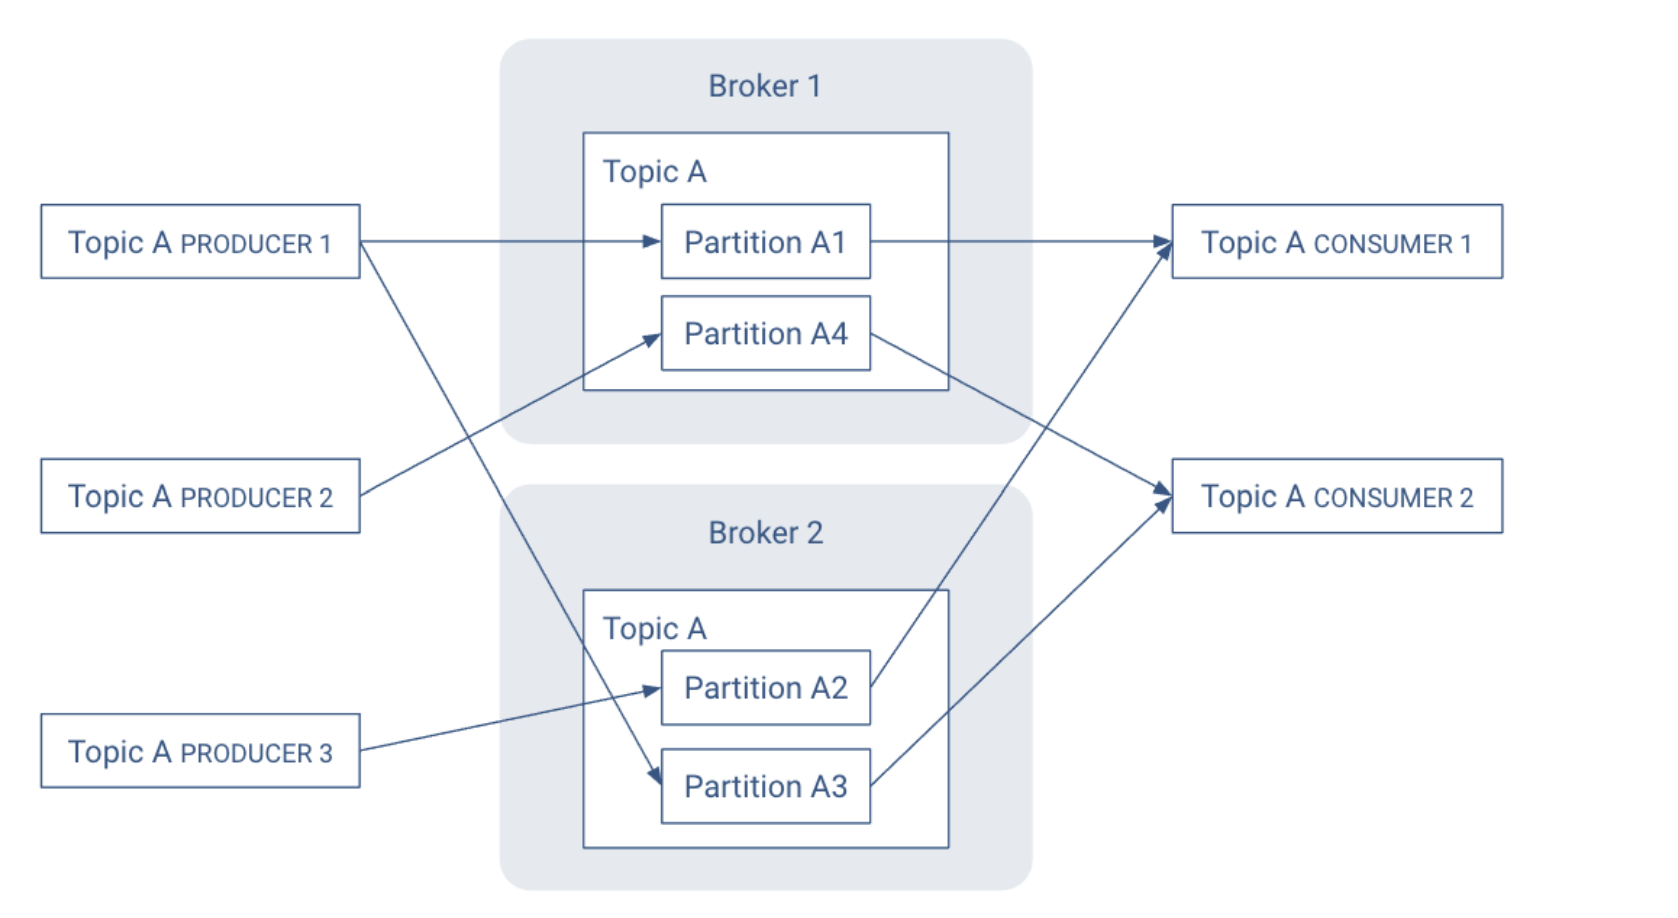 Broker 1
Topic A
Topic A PRODUCER 1
Partition A1
Topic A CONSUMER 1
Partition A4
Topic A PRODUCER 2
Topic A CONSUMER 2
Broker 2
Topic A
Partition A2
Topic A PRODUCER 3
Partition A3